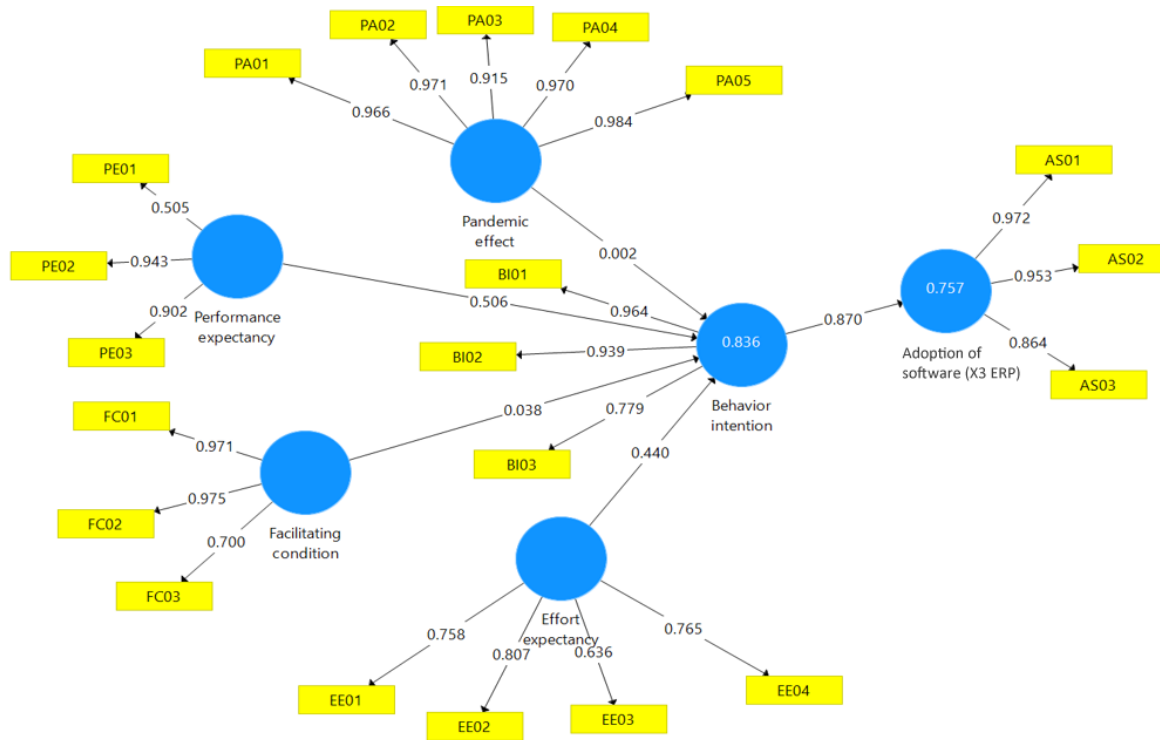 PA01
PA02
PA03
PA04
PA05
0.966
0.971
0.915
0.970
0.984
Pandemic
effect
0.002
PE01
PE02
PE03
0.505
0.943
0.902
Performance
expectancy
0.506
BI01
BI02
BI03
0.964
0.939
0.779
0.836
Behavior
intention
0.870
AS01
AS02
AS03
0.972
0.953
0.864
0.757
Adoption of
software (X3 ERP)
FC01
FC02
FC03
0.971
0.975
0.700
Facilitating
condition
0.038
0.440
Effort
expectancy
0.758
0.807
0.636
0.765
EE01
EE02
EE03
EE04